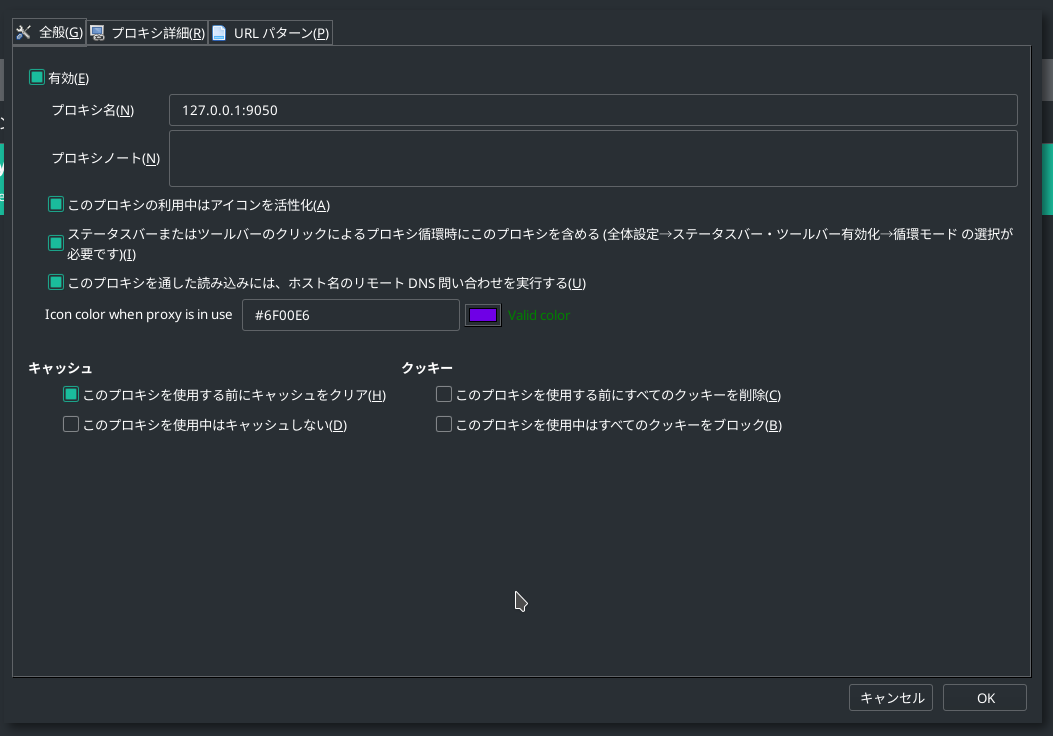 全般(G) プロキシ詳細(R) URL パターン(P)
有効(E)
プロキシ名(N) 127.0.0.1:9050
プロキシノート(N)
このプロキシの利用中はアイコンを活性化(A)
ステータスバーまたはツールバーのクリックによるプロキシ循環時にこのプロキシを含める (全体設定→ステータスバー・ツールバー有効化→循環モード の選択が
必要です)(I)
このプロキシを通した読み込みには、ホスト名のリモート DNS 問い合わせを実行する(U)
Icon color when proxy is in use #6F00E6 Valid color
キャッシュ クッキー
このプロキシを使用する前にキャッシュをクリア(H) このプロキシを使用する前にすべてのクッキーを削除(C)
このプロキシを使用中はキャッシュしない(D) このプロキシを使用中はすべてのクッキーをブロック(B)
キャンセル OK